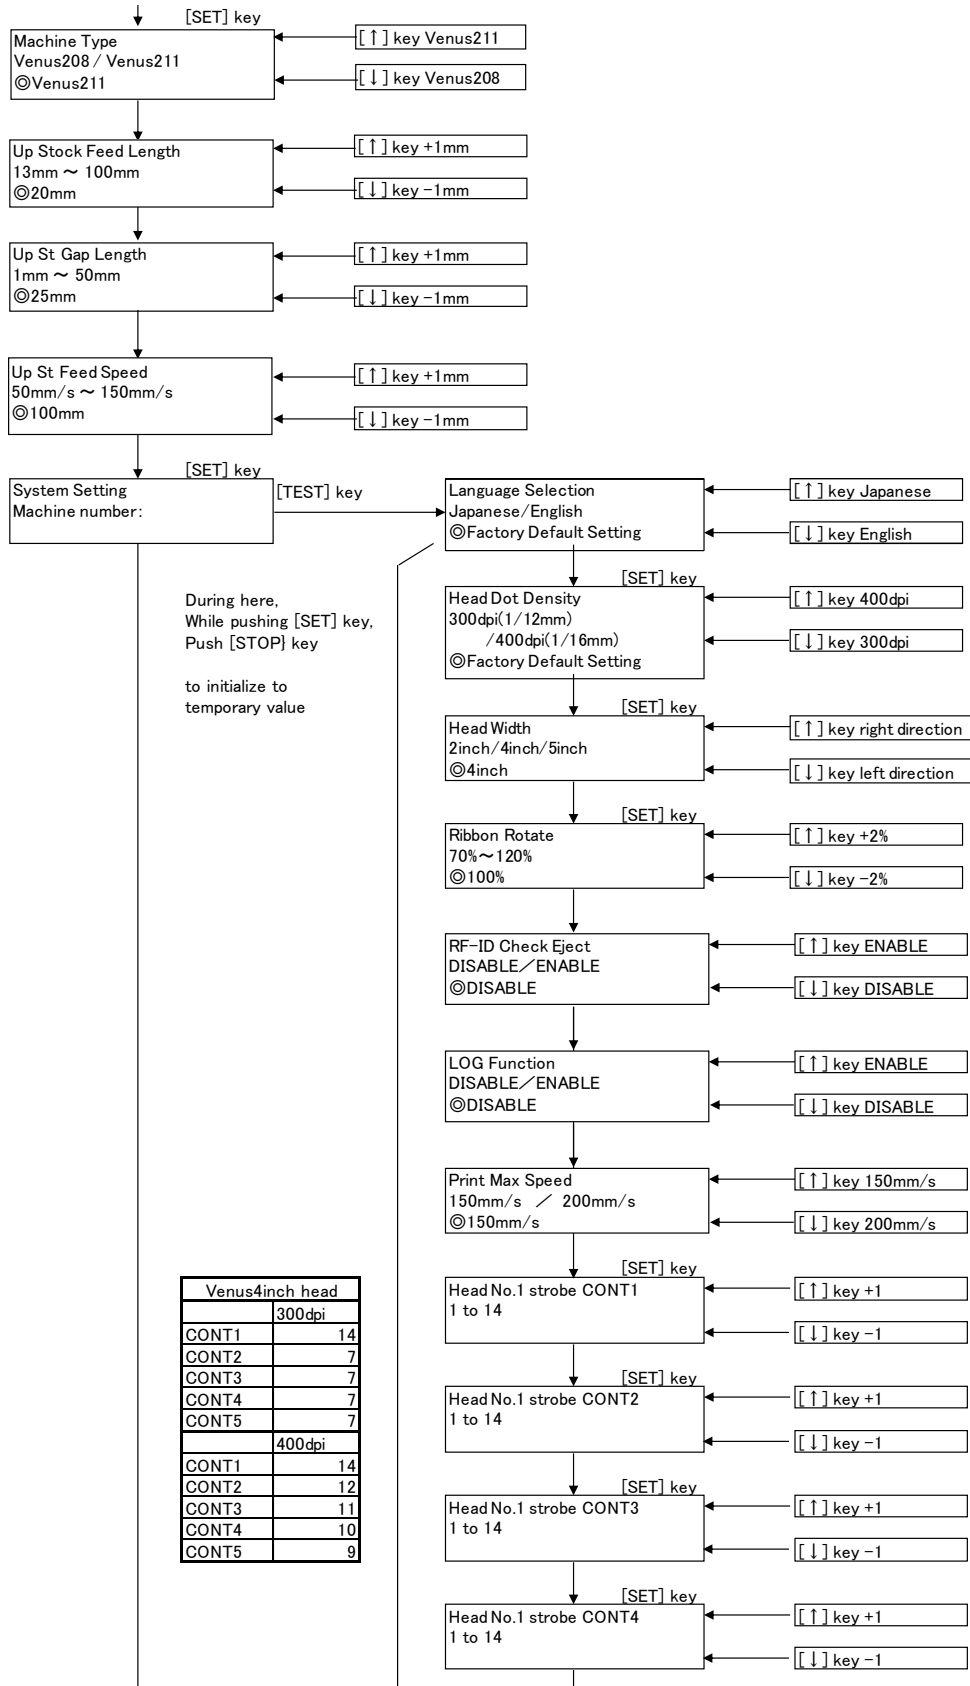 [SET] key
Machine Type
Venus208 / Venus211
◎Venus211
[↑] key Venus211
[↓] key Venus208
Up Stock Feed Length
13mm ～ 100mm
◎20mm
[↑] key +1mm
[↓] key −1mm
Up St Gap Length
1mm ～ 50mm
◎25mm
[↑] key +1mm
[↓] key −1mm
Up St Feed Speed
50mm/s ～ 150mm/s
◎100mm
[↑] key +1mm
[↓] key −1mm
[SET] key
System Setting
Machine number:
[TEST] key
Language Selection
Japanese/English
◎Factory Default Setting
[↑] key Japanese
[↓] key English
During here,
While pushing [SET] key,
Push [STOP} key
to initialize to
temporary value
[SET] key
Head Dot Density
300dpi(1/12mm)
/400dpi(1/16mm)
◎Factory Default Setting
[↑] key 400dpi
[↓] key 300dpi
[SET] key
Head Width
2inch/4inch/5inch
◎4inch
[↑] key right direction
[↓] key left direction
[SET] key
Ribbon Rotate
70%～120%
◎100%
[↑] key +2%
[↓] key −2%
RF-ID Check Eject
DISABLE／ENABLE
◎DISABLE
[↑] key ENABLE
[↓] key DISABLE
LOG Function
DISABLE／ENABLE
◎DISABLE
[↑] key ENABLE
[↓] key DISABLE
Print Max Speed
150mm/s ／ 200mm/s
◎150mm/s
[↑] key 150mm/s
[↓] key 200mm/s
[SET] key
Head No.1 strobe CONT1
1 to 14
[↑] key +1
[↓] key −1
[SET] key
Head No.1 strobe CONT2
1 to 14
[↑] key +1
[↓] key −1
[SET] key
Head No.1 strobe CONT3
1 to 14
[↑] key +1
[↓] key −1
[SET] key
Head No.1 strobe CONT4
1 to 14
[↑] key +1
[↓] key −1
Venus4inch head
300dpi
CONT1 14
CONT2 7
CONT3 7
CONT4 7
CONT5 7
400dpi
CONT1 14
CONT2 12
CONT3 11
CONT4 10
CONT5 9